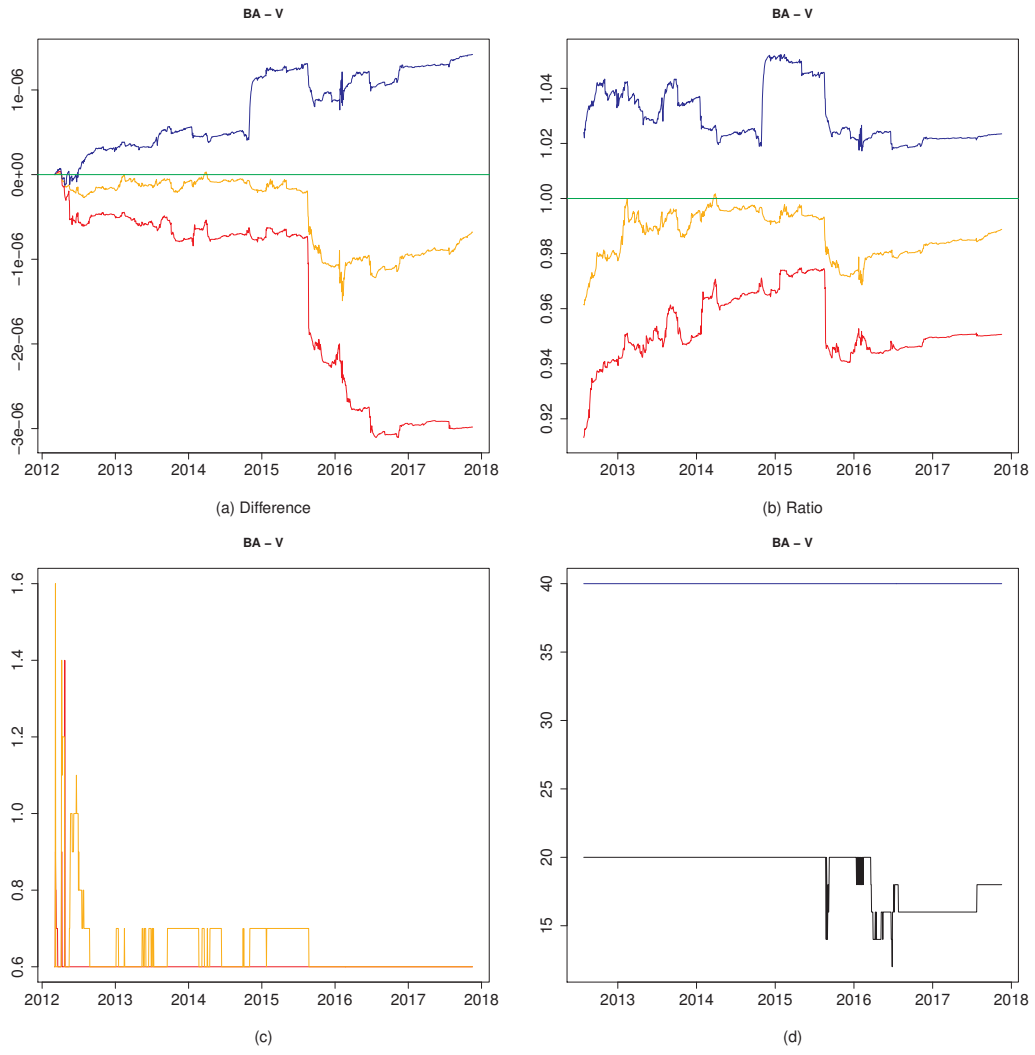 BA − V
BA − V
1e−06
0e+00
−1e−06
−2e−06
−3e−06
1.04
1.02
1.00
0.98
0.96
0.94
0.92
2012 2013 2014 2015 2016 2017 2018
2013 2014 2015 2016 2017 2018
(a) Difference
(b) Ratio
BA − V
BA − V
1.6
1.4
1.2
1.0
0.8
0.6
40
35
30
25
20
15
2012 2013 2014 2015 2016 2017 2018
2013 2014 2015 2016 2017 2018
(c)
(d)